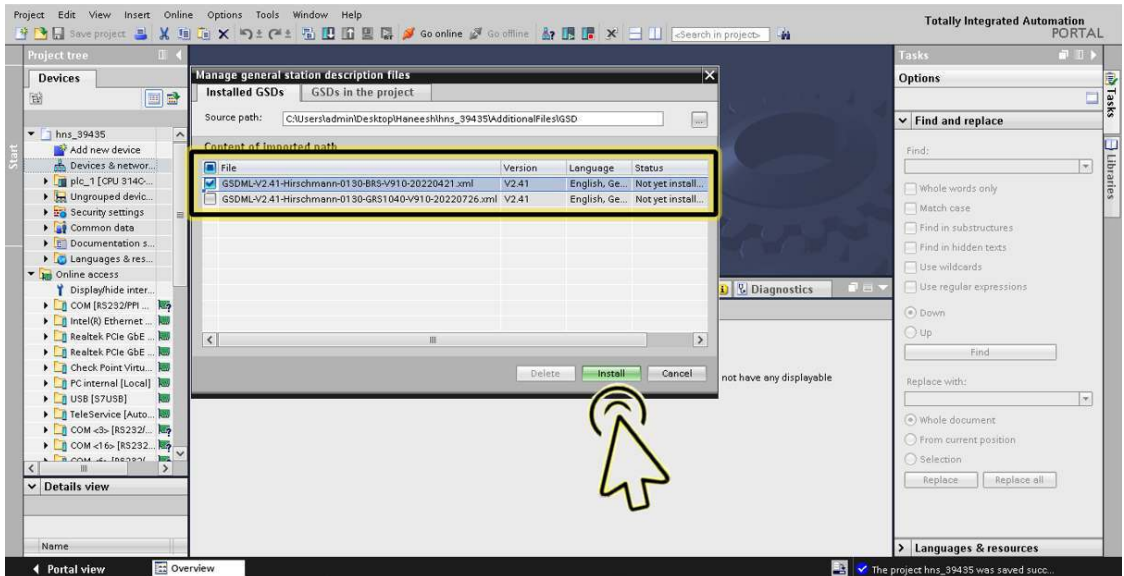 Project Edit View Insert Online Options Tools Window Help
Totally Integrated Automation
PORTAL
Save project Go online Go offline <Search in project>
Project tree
Devices
hns_39435
Add new device
Devices & networ...
plc_1 [CPU 314C-...
Ungrouped devic...
Security settings
Common data
Documentation s...
Languages & res...
Online access
Display/hide inter...
COM [RS232/PPI ...
Intel(R) Ethernet ...
Realtek PCIe GbE ...
Realtek PCIe GbE ...
Check Point Virtu...
PC internal [Local]
USB [S7USB]
TeleService [Auto...
COM <3> [RS232/...
COM <16> [RS232...
Details view
Name
Start
Manage general station description files
Installed GSDs GSDs in the project
Source path: C:\Users\admin\Desktop\Haneesh\hns_39435\AdditionalFiles\GSD
Content of imported path
File Version Language Status
GSDML-V2.41-Hirschmann-0130-BRS-V910-20220421.xml V2.41 English, Ge... Not yet install...
GSDML-V2.41-Hirschmann-0130-GRS1040-V910-20220726.xml V2.41 English, Ge... Not yet install...
Delete Install Cancel
Diagnostics
not have any displayable
Tasks
Options
Find and replace
Find:
Whole words only
Match case
Find in substructures
Find in hidden texts
Use wildcards
Use regular expressions
Down
Up
Find
Replace with:
Whole document
From current position
Selection
Replace Replace all
Languages & resources
Tasks
Libraries
Portal view Overview The project hns_39435 was saved succ...